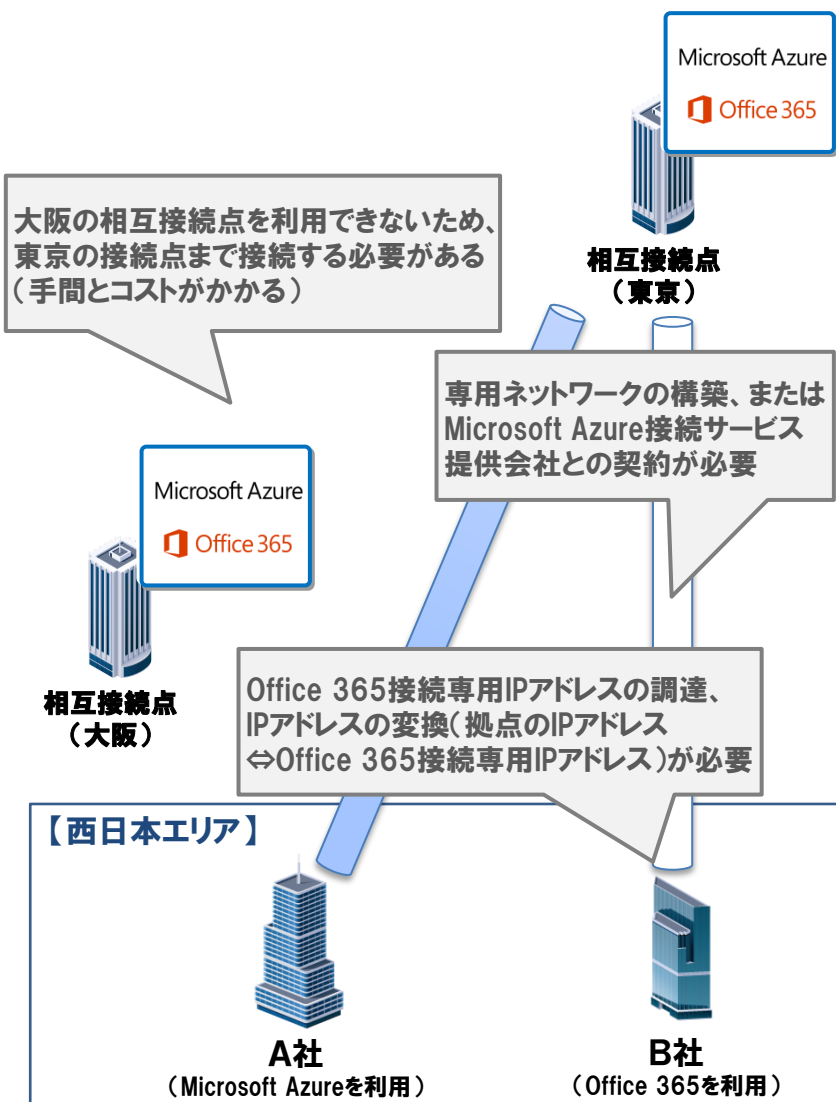 Microsoft Azure
Office 365
大阪の相互接続点を利用できないため、
東京の接続点まで接続する必要がある
（手間とコストがかかる）
相互接続点
（東京）
専用ネットワークの構築、または
Microsoft Azure接続サービス
提供会社との契約が必要
Microsoft Azure
Office 365
相互接続点
（大阪）
Office 365接続専用IPアドレスの調達、
IPアドレスの変換（拠点のIPアドレス
⇔Office 365接続専用IPアドレス）が必要
【西日本エリア】
A社
（Microsoft Azureを利用）
B社
（Office 365を利用）